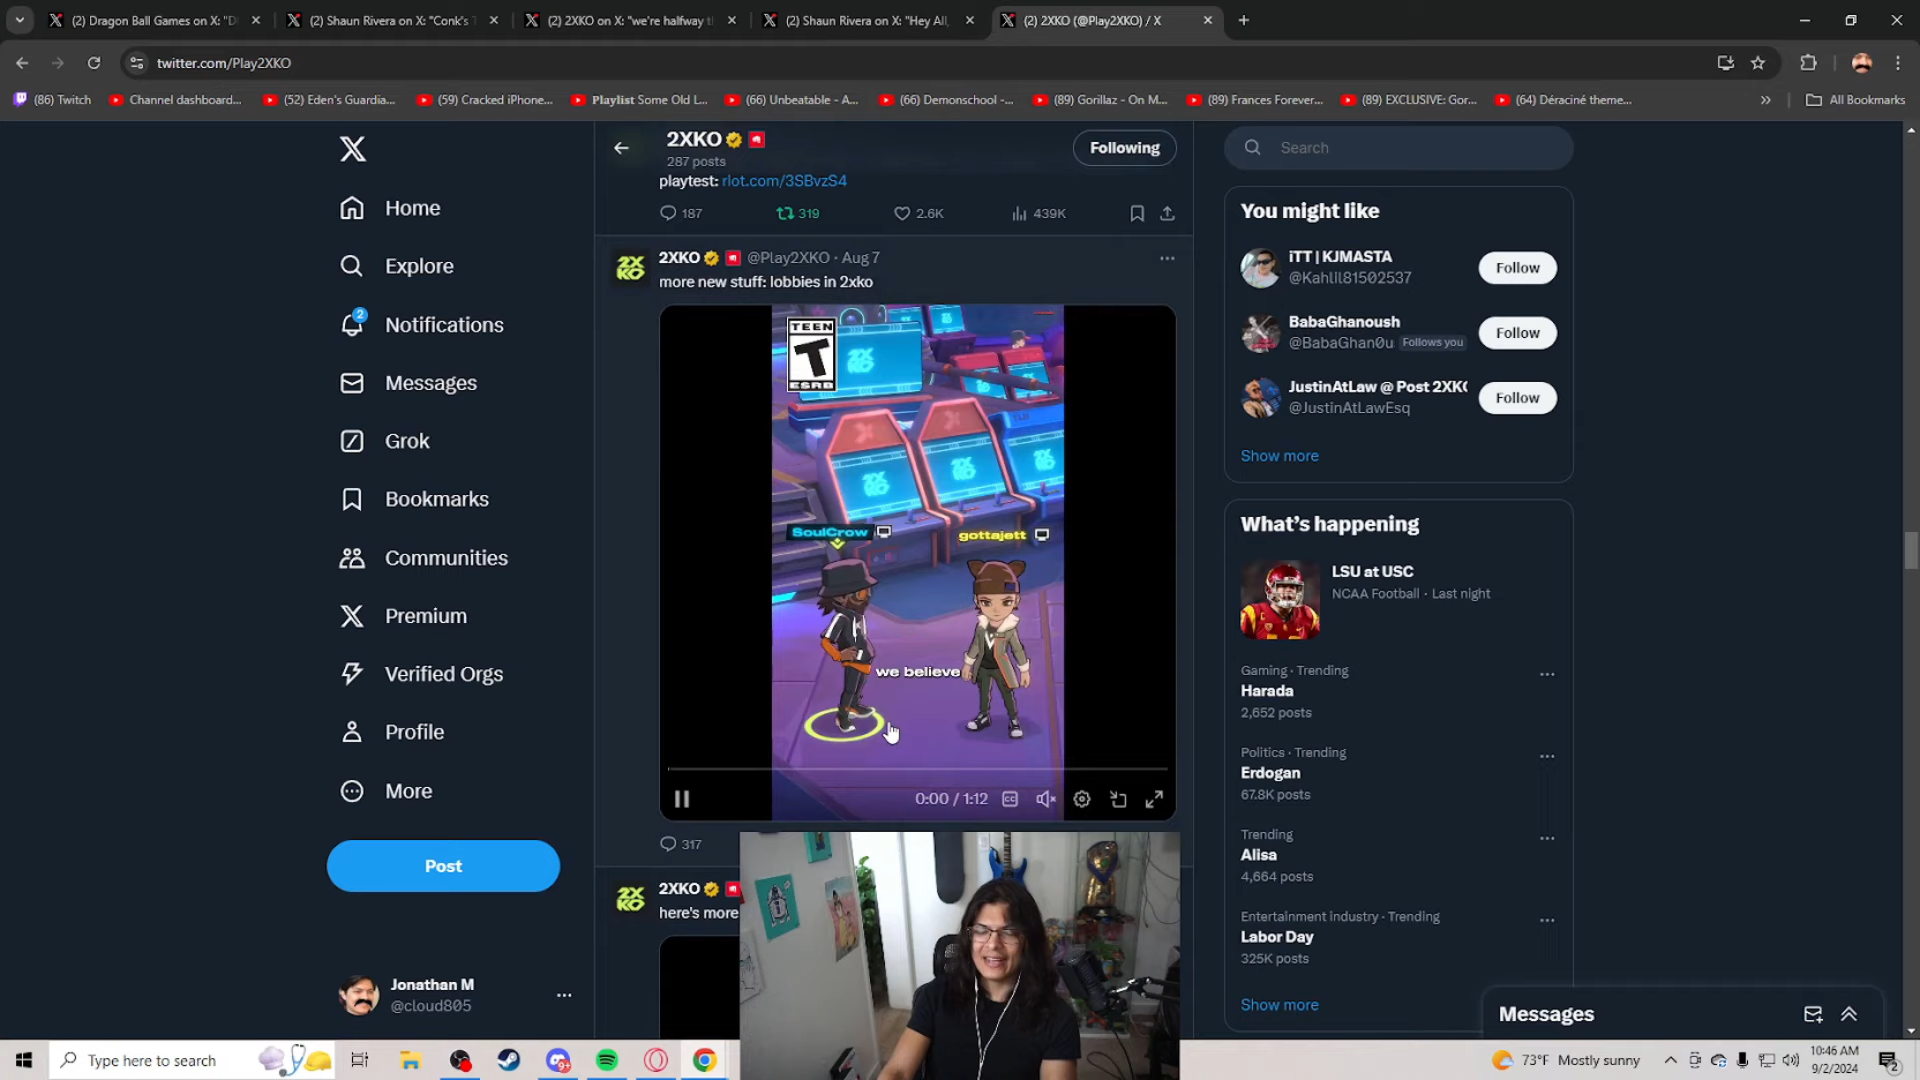 (2) Dragon Ball Games on X: "D
(2) Shaun Rivera on X: "Conk's T
(2) 2XKO on X: "we're halfway t
(2) Shaun Rivera on X: "Hey All,
(2) 2XKO (@Play2XKO) / X
twitter.com/Play2XKO
(86) Twitch
Channel dashboard...
(52) Eden's Guardia...
(59) Cracked iPhone...
Playlist Some Old L...
(66) Unbeatable - A...
(66) Demonschool -...
(89) Gorillaz - On M...
(89) Frances Forever...
(89) EXCLUSIVE: Gor...
(64) Déraciné theme...
All Bookmarks
Home
Explore
2
Notifications
Messages
Grok
Bookmarks
Communities
Premium
Verified Orgs
Profile
More
Post
Jonathan M
@cloud805
2XKO
287 posts
Following
playtest: riot.com/3SBvzS4
187
319
2.6K
439K
2XKO @Play2XKO · Aug 7
more new stuff: lobbies in 2xko
TEEN
T
ESRB
2XKO
SoulCrow
gottajett
we believe
0:00 / 1:12
CC
317
2XKO
here's more
Search
You might like
iTT | KJMASTA
@Kahlil81502537
Follow
BabaGhanoush
@BabaGhan0u Follows you
Follow
JustinAtLaw @ Post 2XKO
@JustinAtLawEsq
Follow
Show more
What's happening
LSU at USC
NCAA Football · Last night
Gaming · Trending
Harada
2,652 posts
Politics · Trending
Erdogan
67.8K posts
Trending
Alisa
4,664 posts
Entertainment industry · Trending
Labor Day
325K posts
Show more
Messages
Type here to search
73°F Mostly sunny
10:46 AM
9/2/2024
2